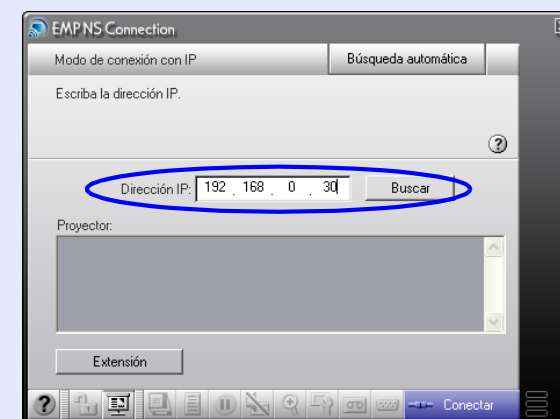 EMP NS Connection
Modo de conexión con IP
Búsqueda automática
Escriba la dirección IP.
?
Dirección IP: 192 . 168 . 0 . 30 Buscar
Proyector:
Extensión
? Conectar